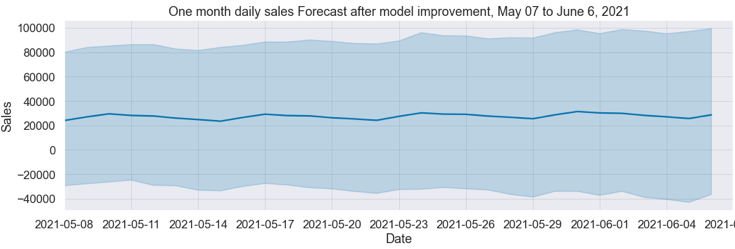 One month daily sales Forecast after model improvement, May 07 to June 6, 2021
100000
80000
60000
40000
20000
0
−20000
−40000
Sales
2021-05-08 2021-05-11 2021-05-14 2021-05-17 2021-05-20 2021-05-23 2021-05-26 2021-05-29 2021-06-01 2021-06-04 2021-0
Date